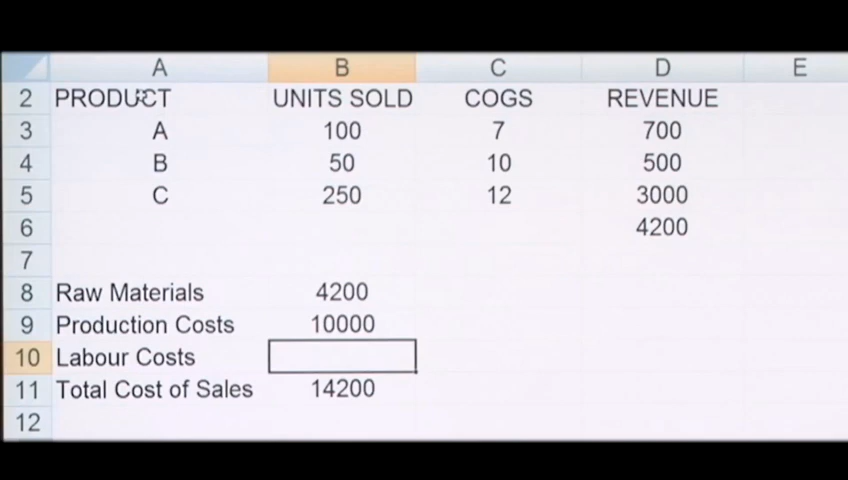 A B C D E
2 PRODUCT UNITS SOLD COGS REVENUE
3 A 100 7 700
4 B 50 10 500
5 C 250 12 3000
6 4200
7
8 Raw Materials 4200
9 Production Costs 10000
10 Labour Costs
11 Total Cost of Sales 14200
12